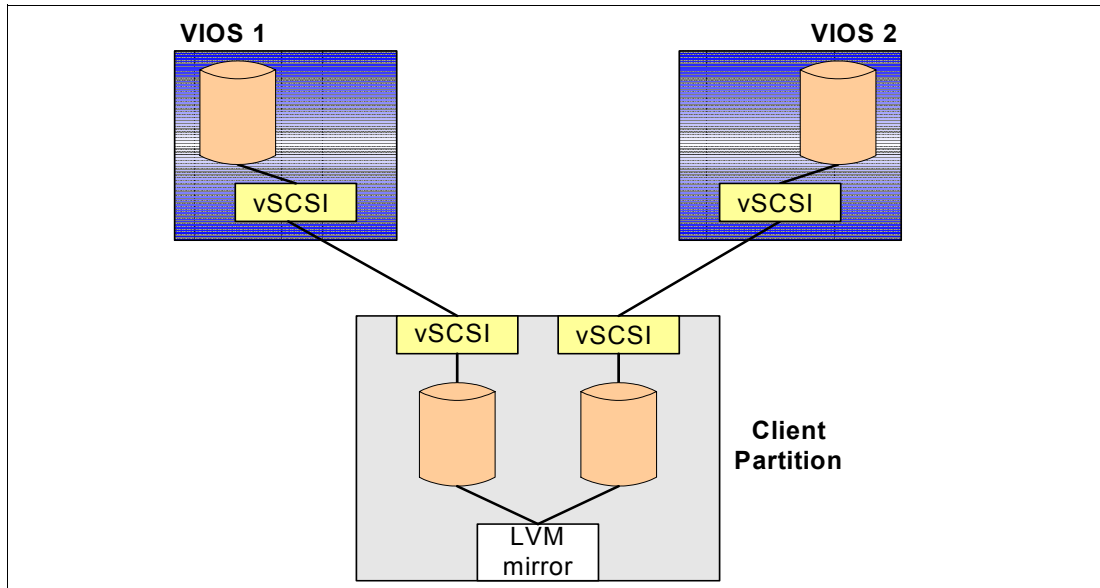 VIOS 1
VIOS 2
vSCSI
vSCSI
vSCSI
vSCSI
Client
Partition
LVM
mirror